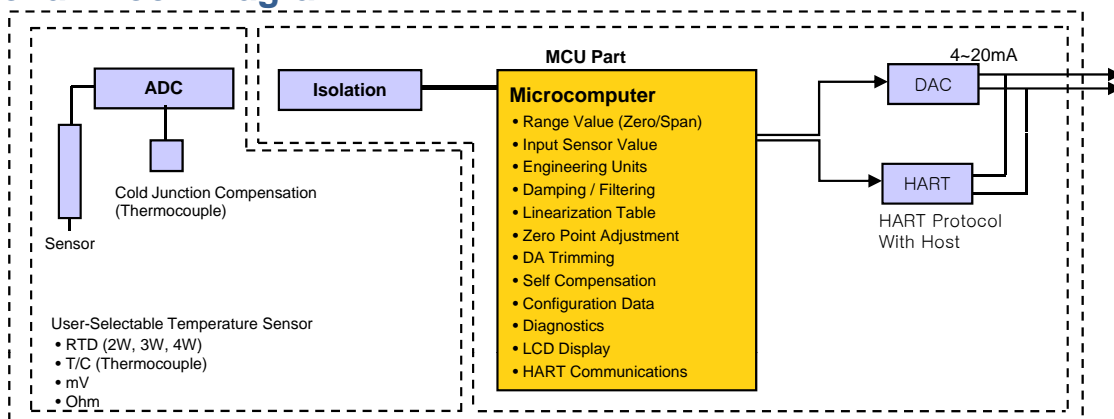 ADC
Cold Junction Compensation
(Thermocouple)
Sensor
User-Selectable Temperature Sensor
• RTD (2W, 3W, 4W)
• T/C (Thermocouple)
• mV
• Ohm
Isolation
MCU Part
Microcomputer
• Range Value (Zero/Span)
• Input Sensor Value
• Engineering Units
• Damping / Filtering
• Linearization Table
• Zero Point Adjustment
• DA Trimming
• Self Compensation
• Configuration Data
• Diagnostics
• LCD Display
• HART Communications
4~20mA
DAC
HART
HART Protocol
With Host